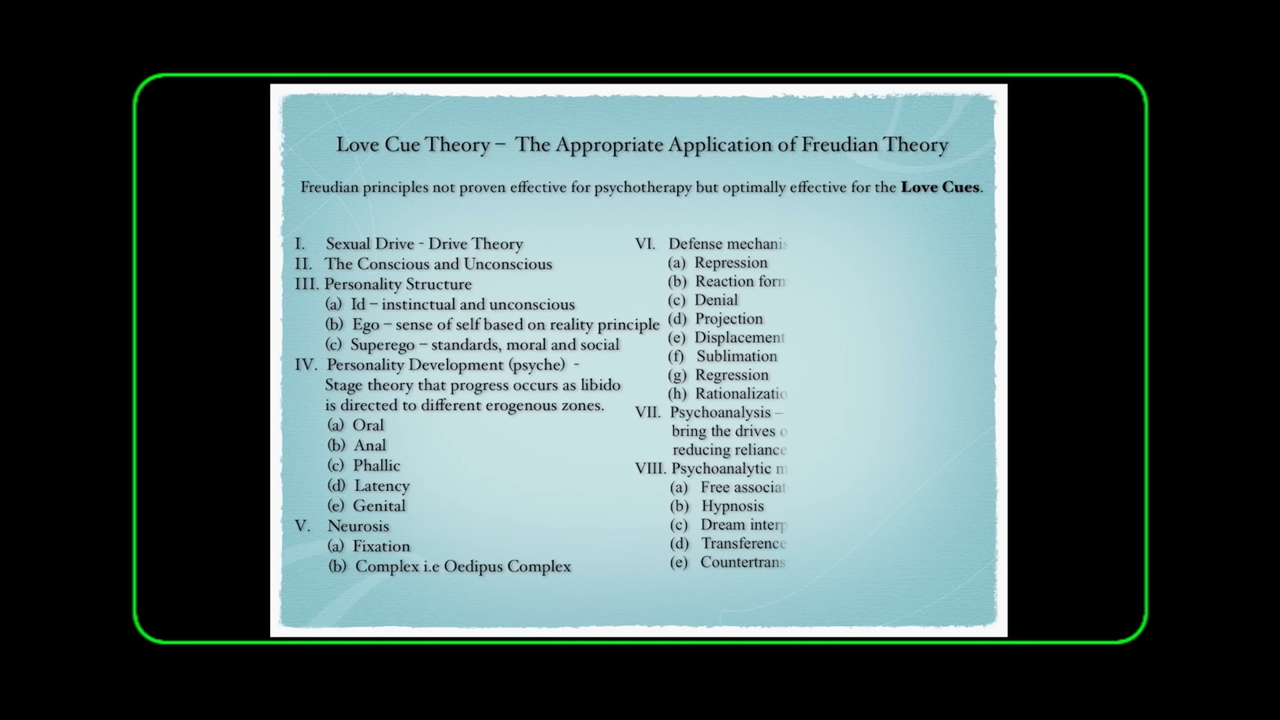 Love Cue Theory – The Appropriate Application of Freudian Theory
Freudian principles not proven effective for psychotherapy but optimally effective for the Love Cues.
I. Sexual Drive - Drive Theory
II. The Conscious and Unconscious
III. Personality Structure
(a) Id – instinctual and unconscious
(b) Ego – sense of self based on reality principle
(c) Superego – standards, moral and social
IV. Personality Development (psyche) -
Stage theory that progress occurs as libido
is directed to different erogenous zones.
(a) Oral
(b) Anal
(c) Phallic
(d) Latency
(e) Genital
V. Neurosis
(a) Fixation
(b) Complex i.e Oedipus Complex
VI. Defense
(a) Repression
(b) Reaction
(c) Denial
(d) Projection
(e) Displacement
(f) Sublimation
(g) Regression
(h)
VII. Psychoanalysis –
bring the drives
reducing reliance
VIII. Psychoanalytic
(a) Free
(b) Hypnosis
(c) Dream
(d) Transference
(e)